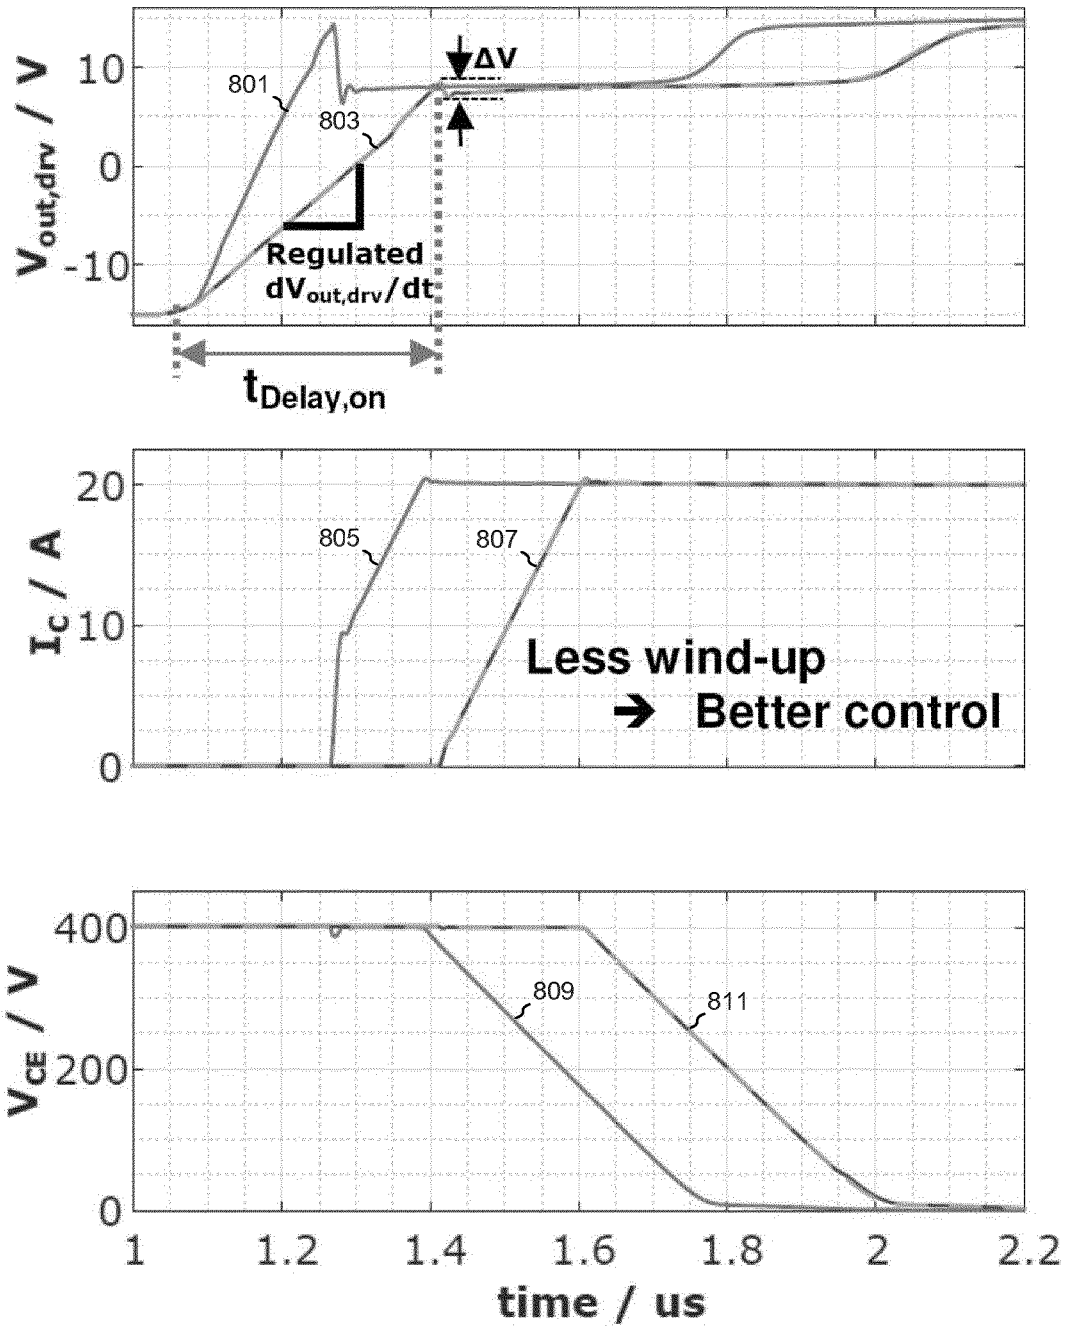 V_out,drv / V
10
0
-10
801
803
ΔV
Regulated
dV_out,drv/dt
t_Delay,on
I_C / A
20
10
0
805
807
Less wind-up
➔ Better control
V_CE / V
400
200
0
809
811
1 1.2 1.4 1.6 1.8 2 2.2
time / us